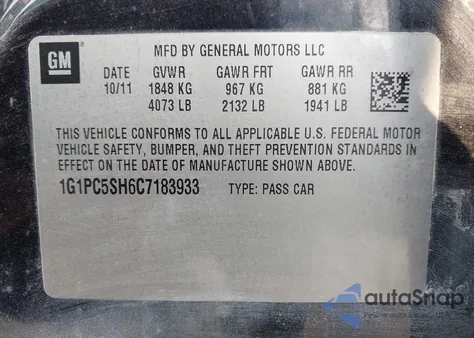 GM
MFD BY GENERAL MOTORS LLC
DATE GVWR GAWR FRT GAWR RR
10/11 1848 KG 967 KG 881 KG
4073 LB 2132 LB 1941 LB
THIS VEHICLE CONFORMS TO ALL APPLICABLE U.S. FEDERAL MOTOR
VEHICLE SAFETY, BUMPER, AND THEFT PREVENTION STANDARDS IN
EFFECT ON THE DATE OF MANUFACTURE SHOWN ABOVE.
1G1PC5SH6C7183933 TYPE: PASS CAR
autoSnap